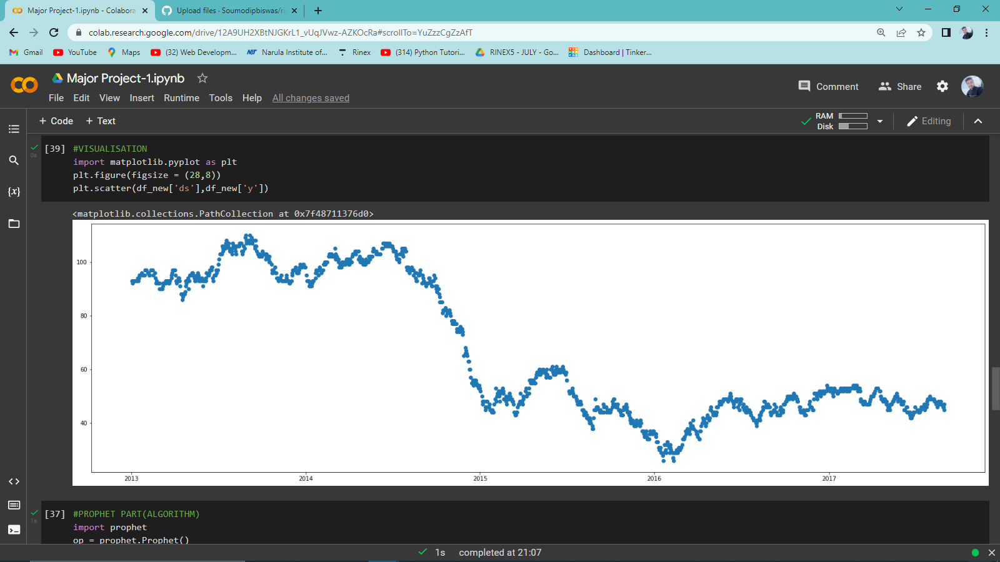 Major Project-1.ipynb - Colabora
Upload files · Soumodipbiswas/ri
colab.research.google.com/drive/12A9UH2XBtNJGKrL1_vUqJVwz-AZKOcRa#scrollTo=YuZzzCgZzAfT
Gmail YouTube Maps (32) Web Developm... Narula Institute of... Rinex (314) Python Tutori... RINEX5 - JULY - Go... Dashboard | Tinker...
Major Project-1.ipynb
Comment Share
File Edit View Insert Runtime Tools Help All changes saved
+ Code + Text
RAM
Disk
Editing
[39] #VISUALISATION
0s
import matplotlib.pyplot as plt
plt.figure(figsize = (28,8))
plt.scatter(df_new['ds'],df_new['y'])
{x}
<matplotlib.collections.PathCollection at 0x7f48711376d0>
100
80
60
40
2013 2014 2015 2016 2017
[37] #PROPHET PART(ALGORITHM)
1s
import prophet
op = prophet.Prophet()
1s completed at 21:07